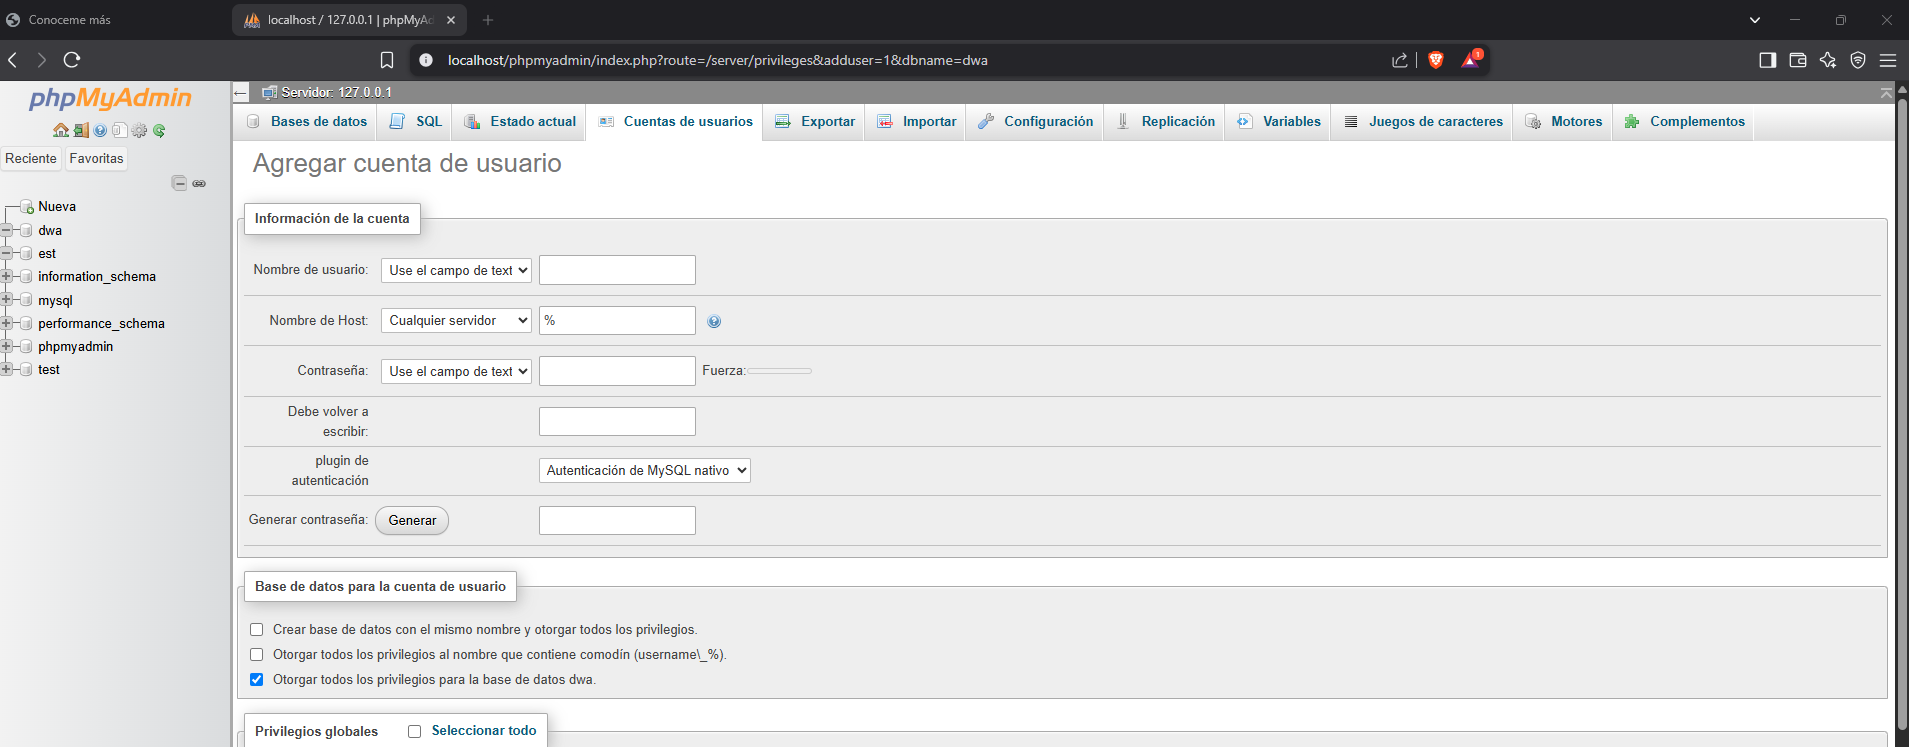 Conoceme más
localhost / 127.0.0.1 | phpMyAd
localhost/phpmyadmin/index.php?route=/server/privileges&adduser=1&dbname=dwa
1
phpMyAdmin
Servidor: 127.0.0.1
Bases de datos SQL Estado actual Cuentas de usuarios Exportar Importar Configuración Replicación Variables Juegos de caracteres Motores Complementos
Reciente Favoritas
Nueva
dwa
est
information_schema
mysql
performance_schema
phpmyadmin
test
Agregar cuenta de usuario
Información de la cuenta
Nombre de usuario: Use el campo de text
Nombre de Host: Cualquier servidor %
Contraseña: Use el campo de text Fuerza:
Debe volver a
escribir:
plugin de
autenticación
Autenticación de MySQL nativo
Generar contraseña: Generar
Base de datos para la cuenta de usuario
Crear base de datos con el mismo nombre y otorgar todos los privilegios.
Otorgar todos los privilegios al nombre que contiene comodín (username\_%).
Otorgar todos los privilegios para la base de datos dwa.
Privilegios globales Seleccionar todo